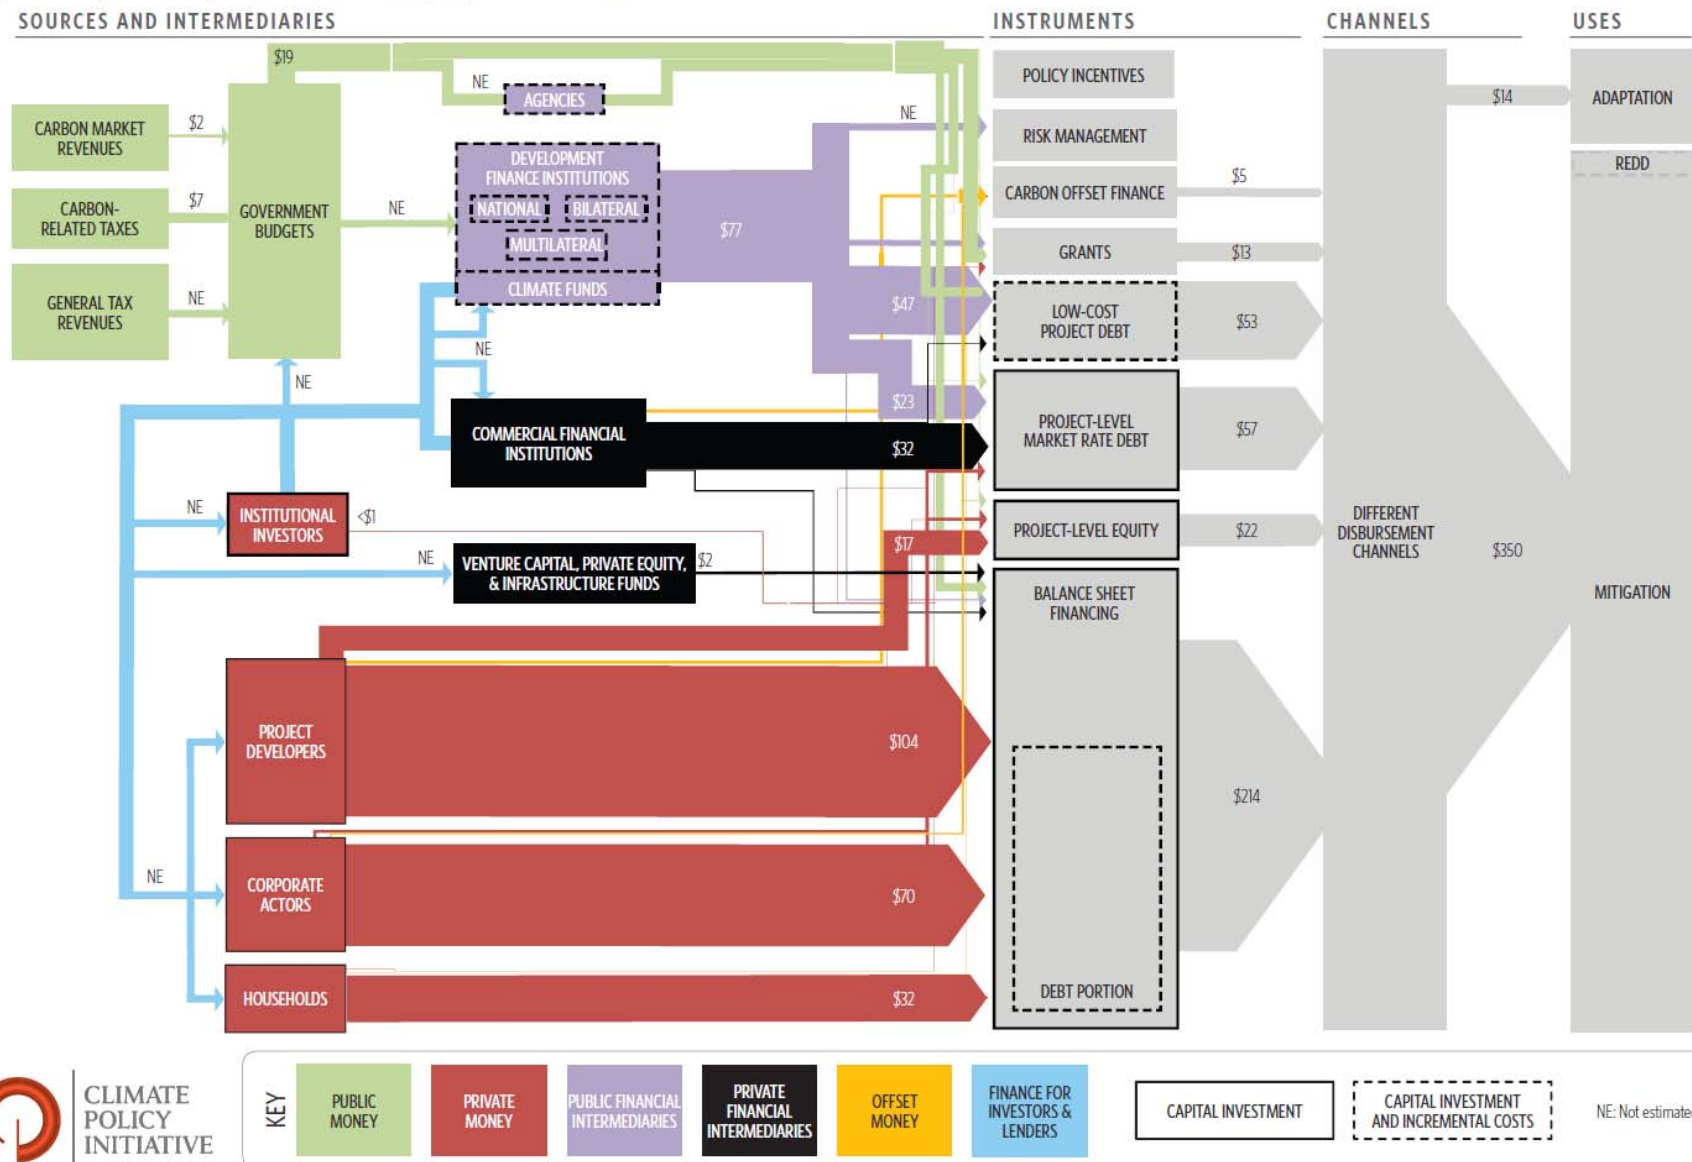 SOURCES AND INTERMEDIARIES
INSTRUMENTS
CHANNELS
USES
$19
NE
AGENCIES
CARBON MARKET
REVENUES
$2
CARBON-
RELATED TAXES
$7
GENERAL TAX
REVENUES
NE
GOVERNMENT
BUDGETS
NE
DEVELOPMENT
FINANCE INSTITUTIONS
NATIONAL
BILATERAL
MULTILATERAL
CLIMATE FUNDS
$77
NE
$47
$23
NE
NE
COMMERCIAL FINANCIAL
INSTITUTIONS
$32
NE
INSTITUTIONAL
INVESTORS
<$1
NE
VENTURE CAPITAL, PRIVATE EQUITY,
& INFRASTRUCTURE FUNDS
$2
$17
PROJECT
DEVELOPERS
$104
NE
CORPORATE
ACTORS
$70
HOUSEHOLDS
$32
POLICY INCENTIVES
RISK MANAGEMENT
CARBON OFFSET FINANCE
$5
GRANTS
$13
LOW-COST
PROJECT DEBT
$53
PROJECT-LEVEL
MARKET RATE DEBT
$57
PROJECT-LEVEL EQUITY
$22
BALANCE SHEET
FINANCING
$214
DEBT PORTION
DIFFERENT
DISBURSEMENT
CHANNELS
$14
$350
ADAPTATION
REDD
MITIGATION
CLIMATE
POLICY
INITIATIVE
KEY
PUBLIC
MONEY
PRIVATE
MONEY
PUBLIC FINANCIAL
INTERMEDIARIES
PRIVATE
FINANCIAL
INTERMEDIARIES
OFFSET
MONEY
FINANCE FOR
INVESTORS &
LENDERS
CAPITAL INVESTMENT
CAPITAL INVESTMENT
AND INCREMENTAL COSTS
NE: Not estimated